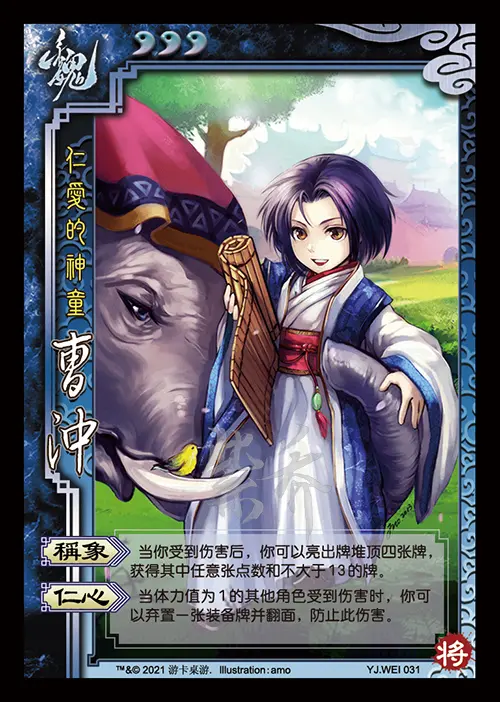 魏
仁愛的神童
曹沖
稱象
当你受到伤害后，你可以亮出牌堆顶四张牌，
获得其中任意张点数和不大于13的牌。
仁心
当体力值为1的其他角色受到伤害时，你可
以弃置一张装备牌并翻面，防止此伤害。
™&© 2021 游卡桌游. Illustration：amo
YJ.WEI 031
将